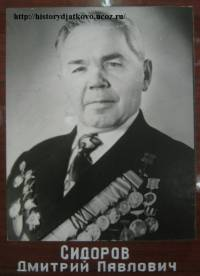 http://historydjatkovo.ucoz.ru/
СИДОРОВ
ДМИТРИЙ ПАВЛОВИЧ